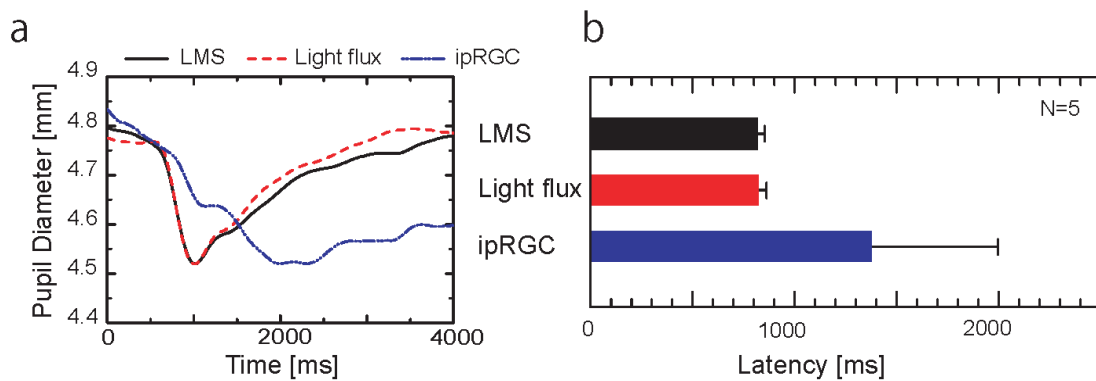 a
LMS Light flux ipRGC
Pupil Diameter [mm]
4.9
4.8
4.7
4.6
4.5
4.4
0 2000 4000
Time [ms]
b
N=5
LMS
Light flux
ipRGC
0 1000 2000
Latency [ms]